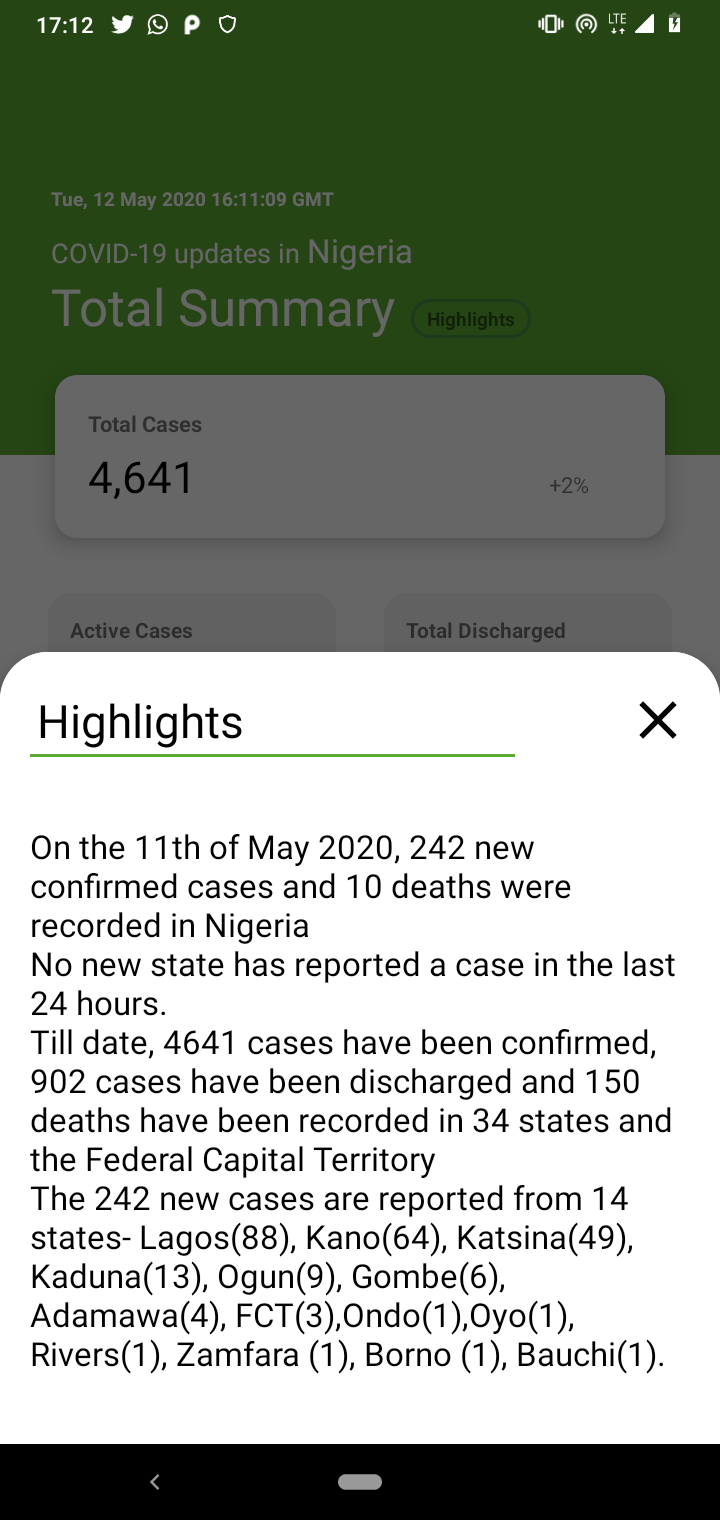 17:12
LTE
Tue, 12 May 2020 16:11:09 GMT
COVID-19 updates in Nigeria
Total Summary Highlights
Total Cases
4,641
+2%
Active Cases Total Discharged
Highlights
On the 11th of May 2020, 242 new
confirmed cases and 10 deaths were
recorded in Nigeria
No new state has reported a case in the last
24 hours.
Till date, 4641 cases have been confirmed,
902 cases have been discharged and 150
deaths have been recorded in 34 states and
the Federal Capital Territory
The 242 new cases are reported from 14
states- Lagos(88), Kano(64), Katsina(49),
Kaduna(13), Ogun(9), Gombe(6),
Adamawa(4), FCT(3),Ondo(1),Oyo(1),
Rivers(1), Zamfara (1), Borno (1), Bauchi(1).